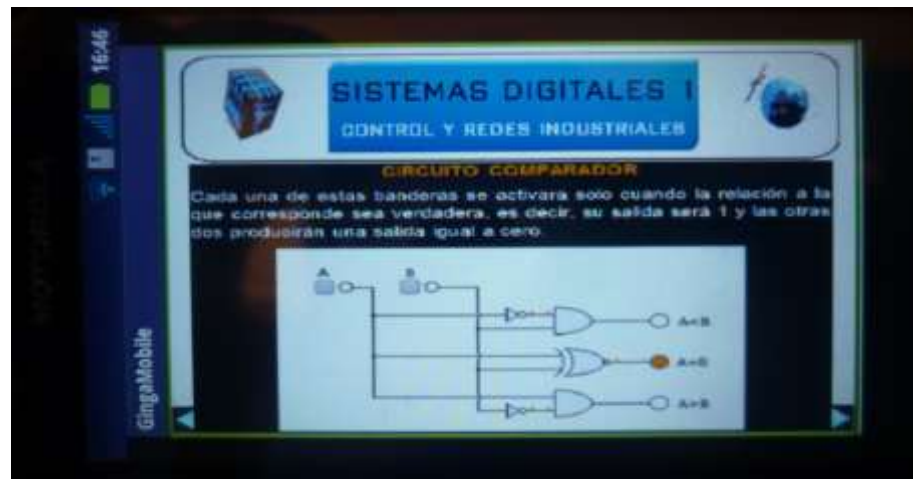 16:46
GingaMobile
SISTEMAS DIGITALES 1
CONTROL Y REDES INDUSTRIALES
CIRCUITO COMPARADOR
Cada una de estas banderas se activara solo cuando la relación a la
que corresponde sea verdadera, es decir, su salida será 1 y las otras
dos producirán una salida igual a cero
A B
A<B
A=B